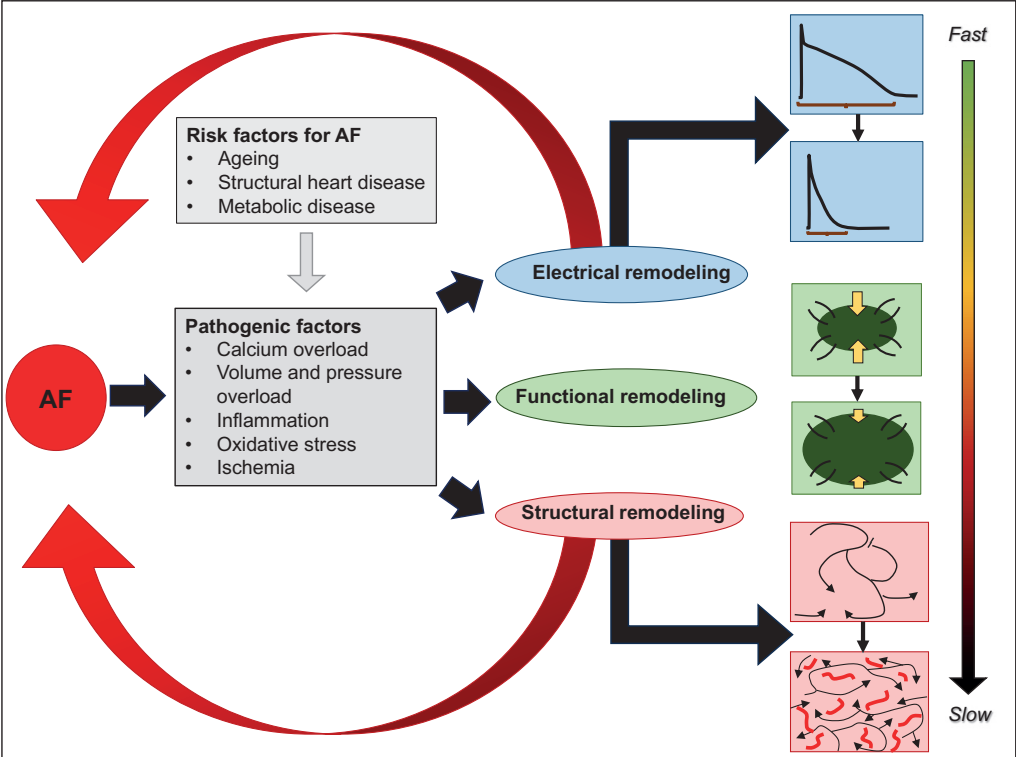 Fast
Risk factors for AF
• Ageing
• Structural heart disease
• Metabolic disease
Electrical remodeling
Pathogenic factors
• Calcium overload
• Volume and pressure
overload
• Inflammation
• Oxidative stress
• Ischemia
AF
Functional remodeling
Structural remodeling
Slow